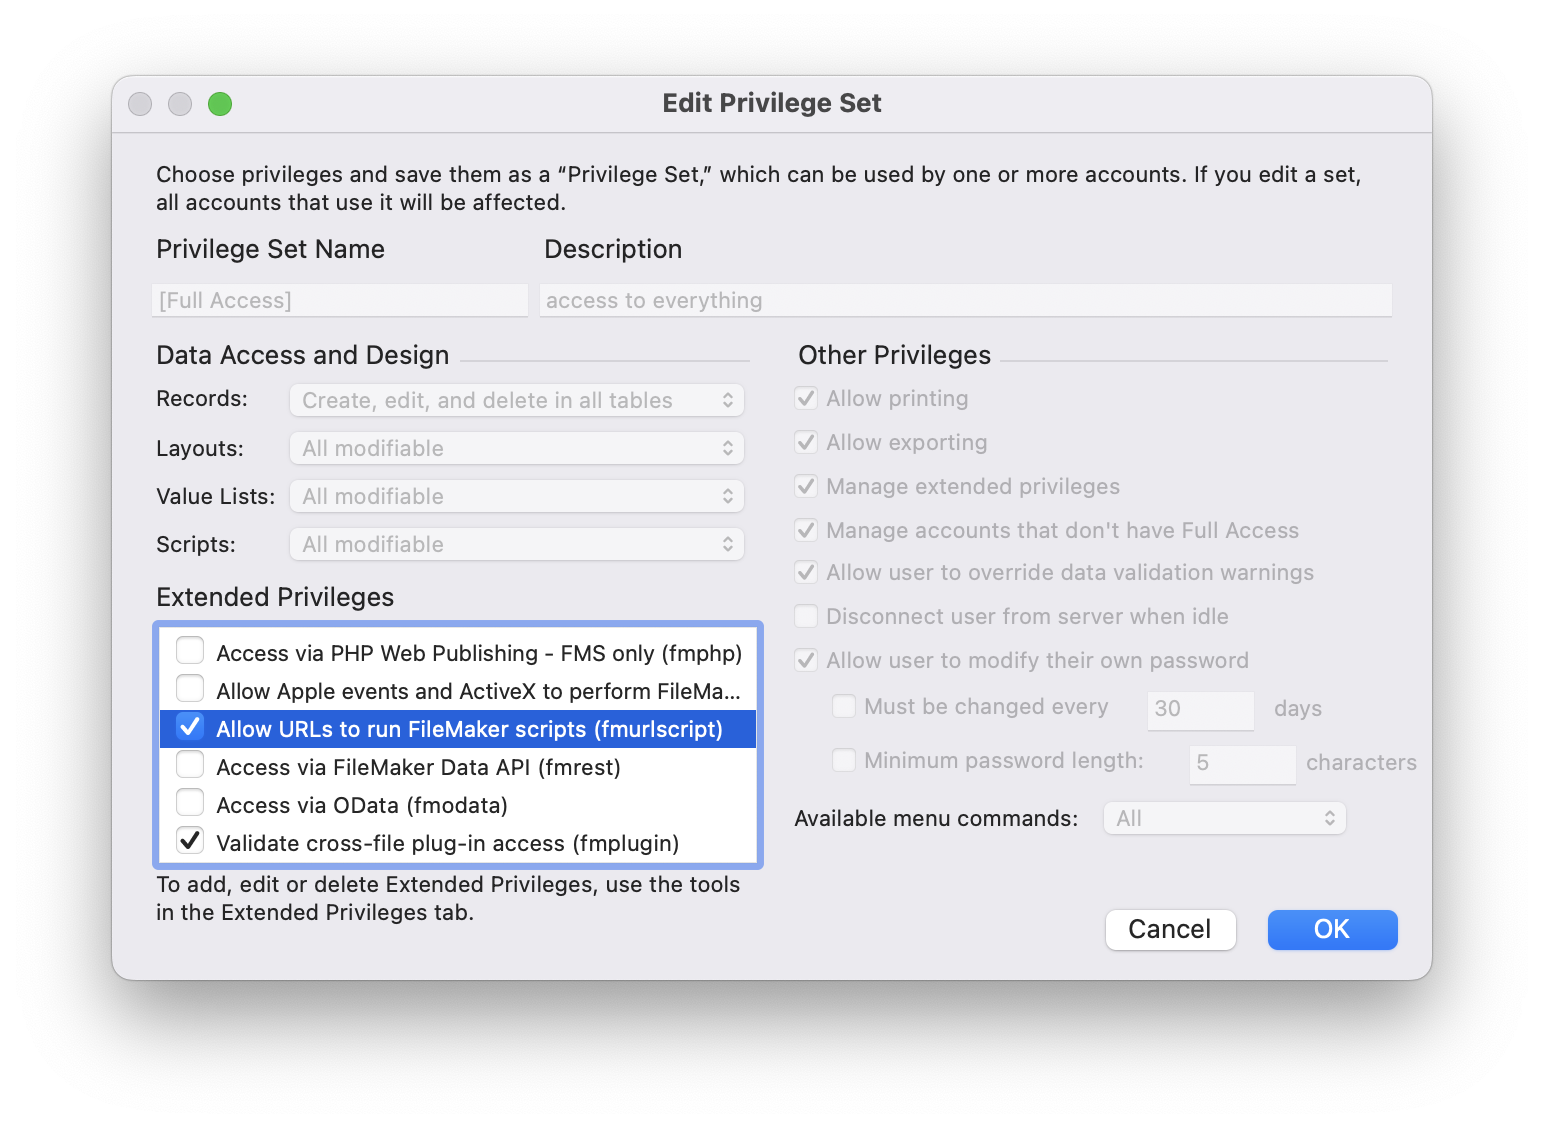 Edit Privilege Set
Choose privileges and save them as a “Privilege Set,” which can be used by one or more accounts. If you edit a set,
all accounts that use it will be affected.
Privilege Set Name
Description
[Full Access]
access to everything
Data Access and Design
Records:
Create, edit, and delete in all tables
Layouts:
All modifiable
Value Lists:
All modifiable
Scripts:
All modifiable
Extended Privileges
Access via PHP Web Publishing - FMS only (fmphp)
Allow Apple events and ActiveX to perform FileMa...
Allow URLs to run FileMaker scripts (fmurlscript)
Access via FileMaker Data API (fmrest)
Access via OData (fmodata)
Validate cross-file plug-in access (fmplugin)
To add, edit or delete Extended Privileges, use the tools
in the Extended Privileges tab.
Other Privileges
Allow printing
Allow exporting
Manage extended privileges
Manage accounts that don't have Full Access
Allow user to override data validation warnings
Disconnect user from server when idle
Allow user to modify their own password
Must be changed every 30 days
Minimum password length: 5 characters
Available menu commands: All
Cancel
OK